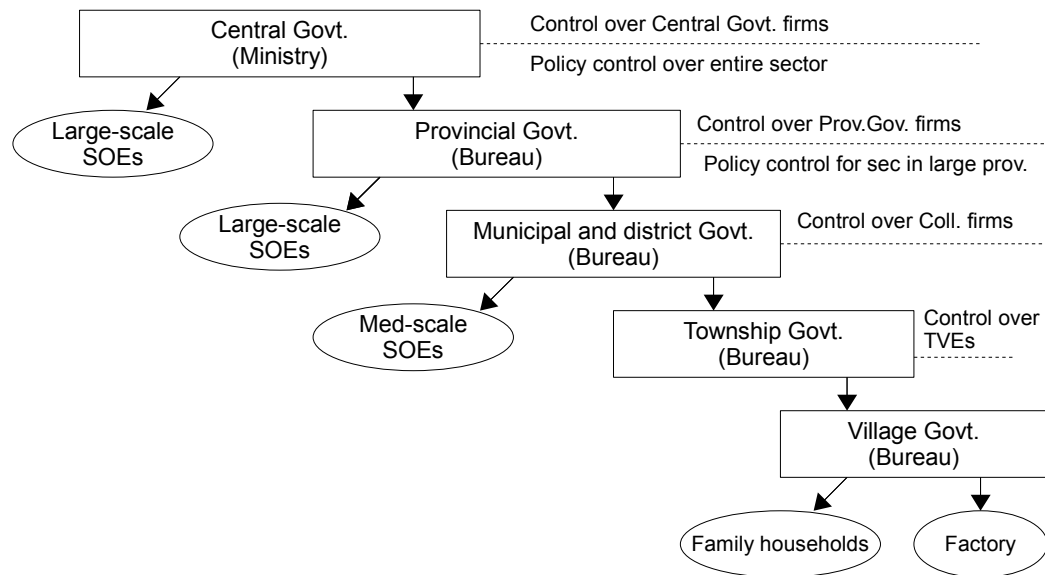 Central Govt.
(Ministry)
Control over Central Govt. firms
Policy control over entire sector
Large-scale
SOEs
Provincial Govt.
(Bureau)
Control over Prov.Gov. firms
Policy control for sec in large prov.
Large-scale
SOEs
Municipal and district Govt.
(Bureau)
Control over Coll. firms
Med-scale
SOEs
Township Govt.
(Bureau)
Control over
TVEs
Village Govt.
(Bureau)
Family households
Factory